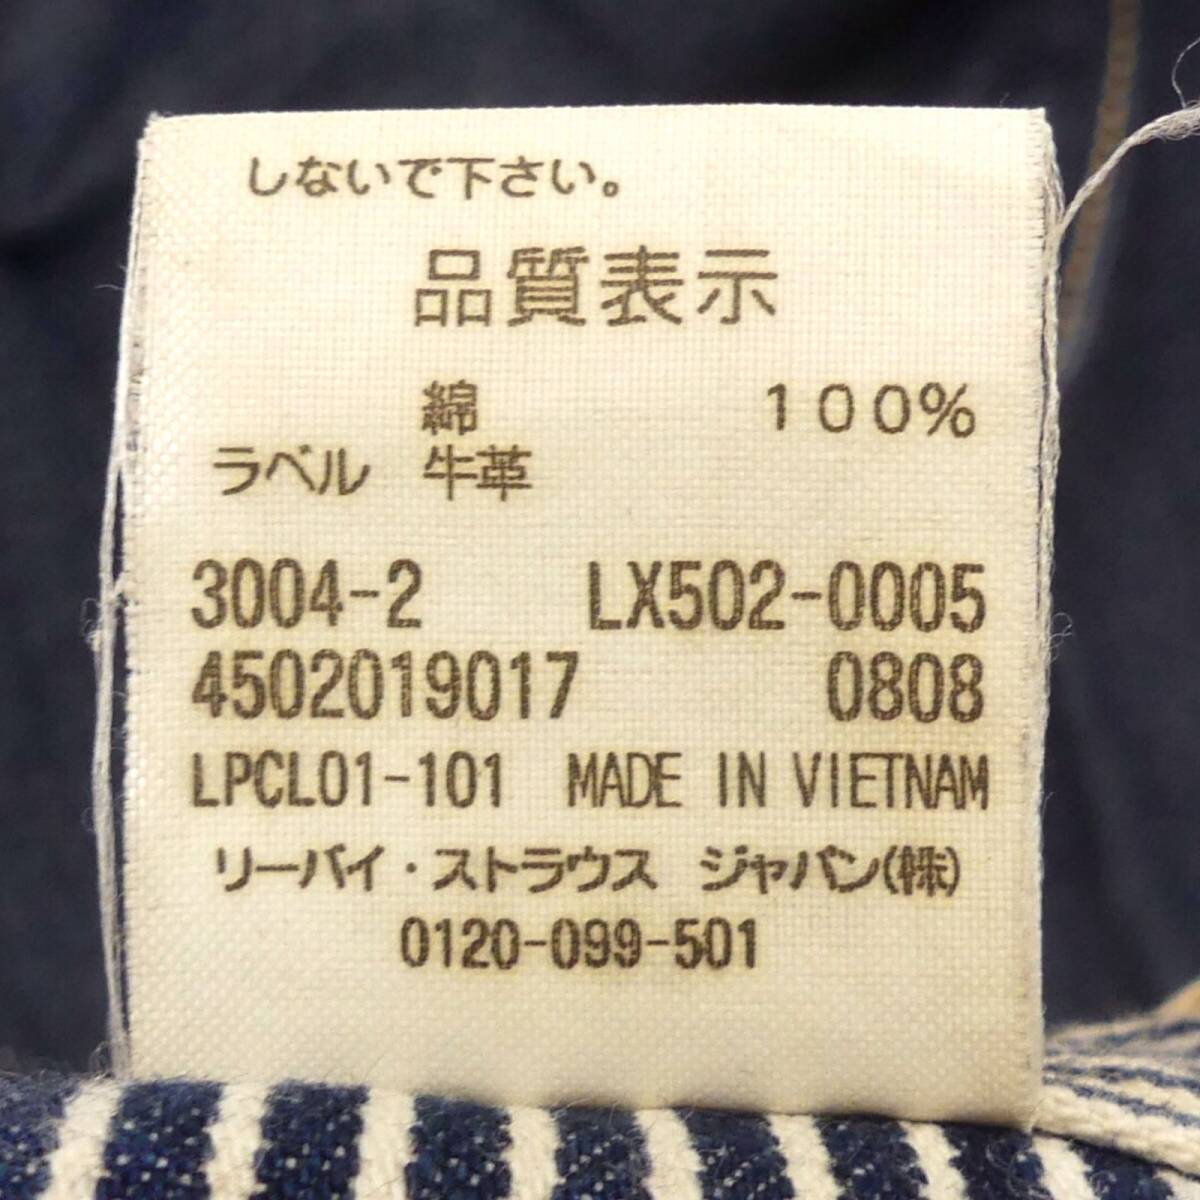 しないで下さい。
品質表示
綿 100%
ラベル 牛革
3004-2 LX502-0005
4502019017 0808
LPCL01-101 MADE IN VIETNAM
リーバイ・ストラウス ジャパン(株)
0120-099-501